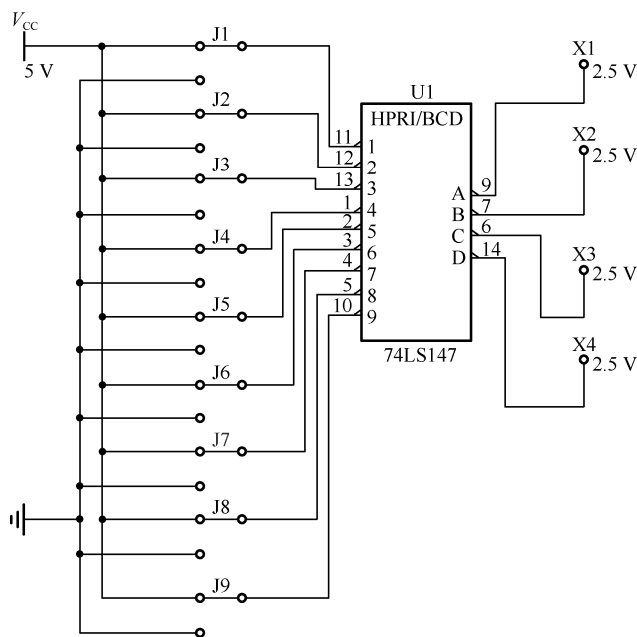 VCC
5 V
J1
J2
J3
J4
J5
J6
J7
J8
J9
U1
HPRI/BCD
11 1
12 2
13 3
1 4
2 5
3 6
4 7
5 8
10 9
A 9
B 7
C 6
D 14
74LS147
X1
2.5 V
X2
2.5 V
X3
2.5 V
X4
2.5 V